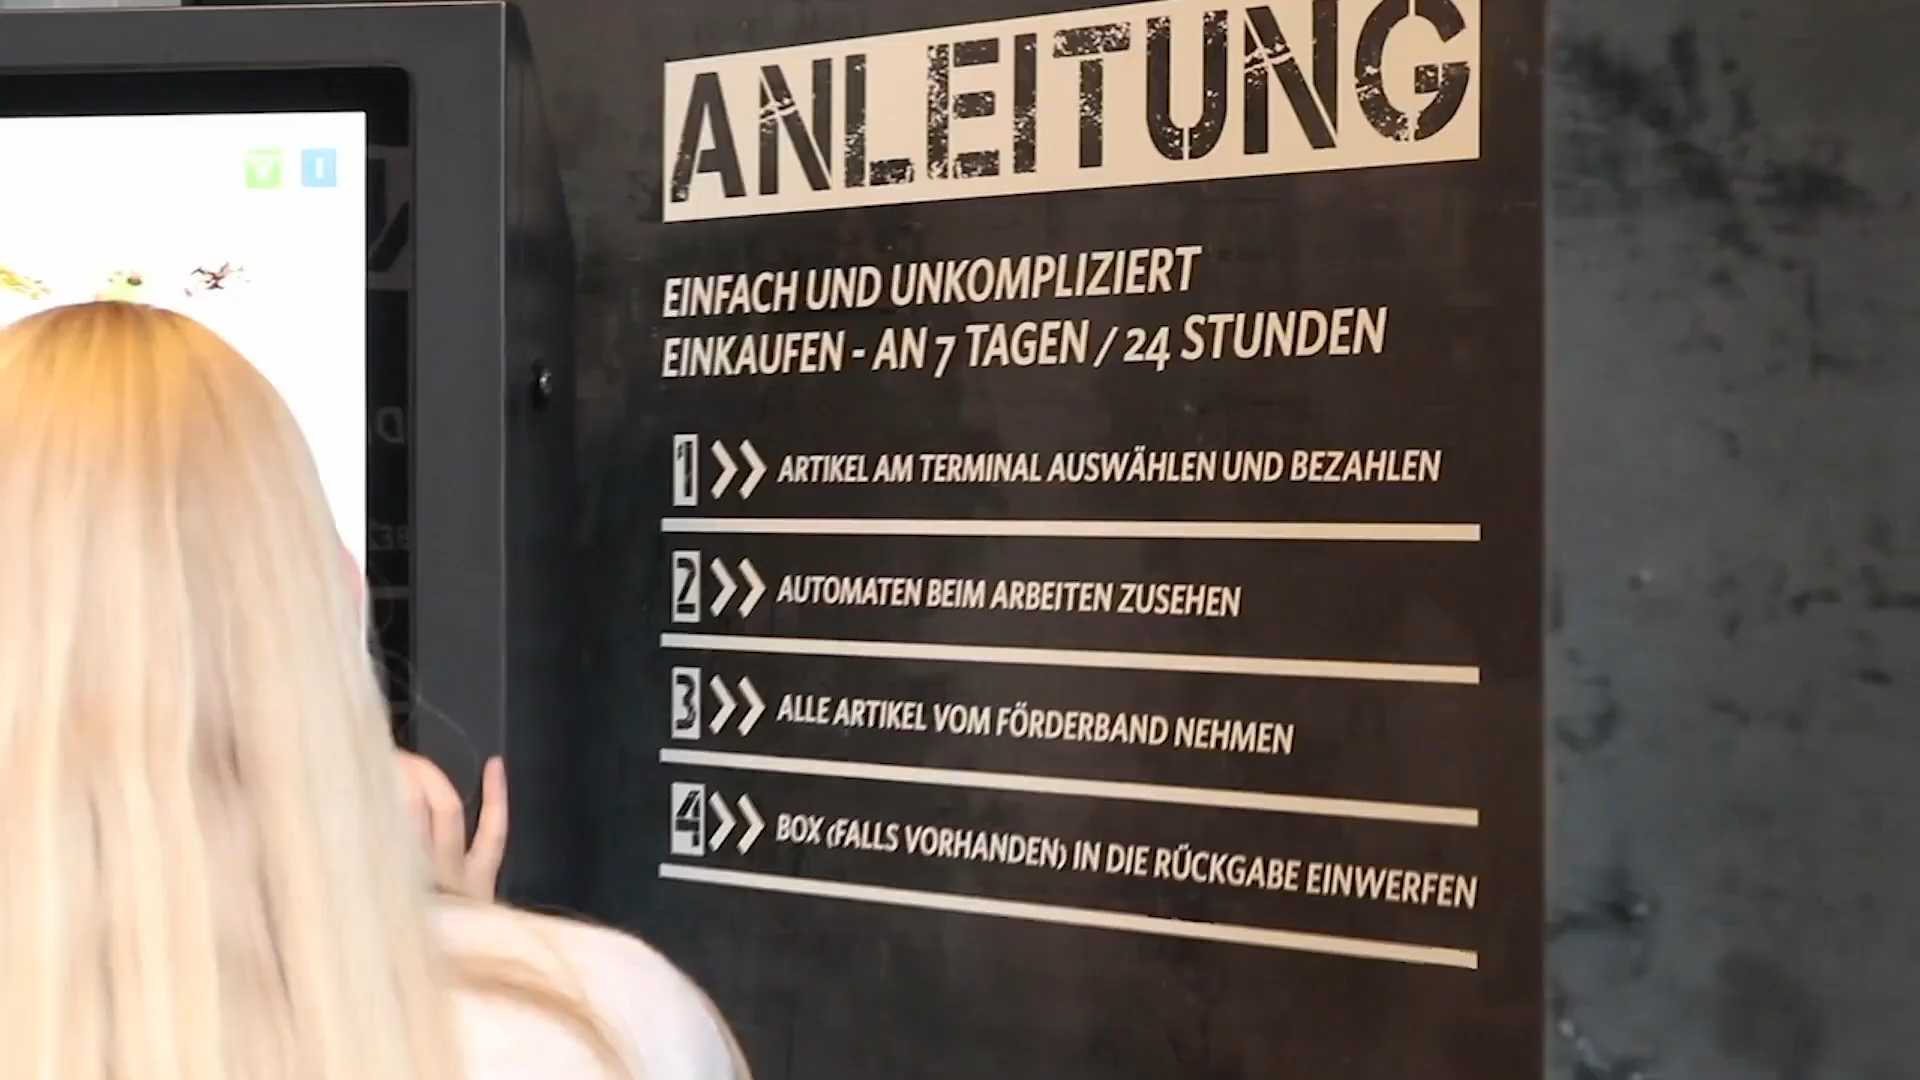 ANLEITUNG
EINFACH UND UNKOMPLIZIERT
EINKAUFEN - AN 7 TAGEN / 24 STUNDEN
1 >> ARTIKEL AM TERMINAL AUSWÄHLEN UND BEZAHLEN
2 >> AUTOMATEN BEIM ARBEITEN ZUSEHEN
3 >> ALLE ARTIKEL VOM FÖRDERBAND NEHMEN
4 >> BOX (FALLS VORHANDEN) IN DIE RÜCKGABE EINWERFEN